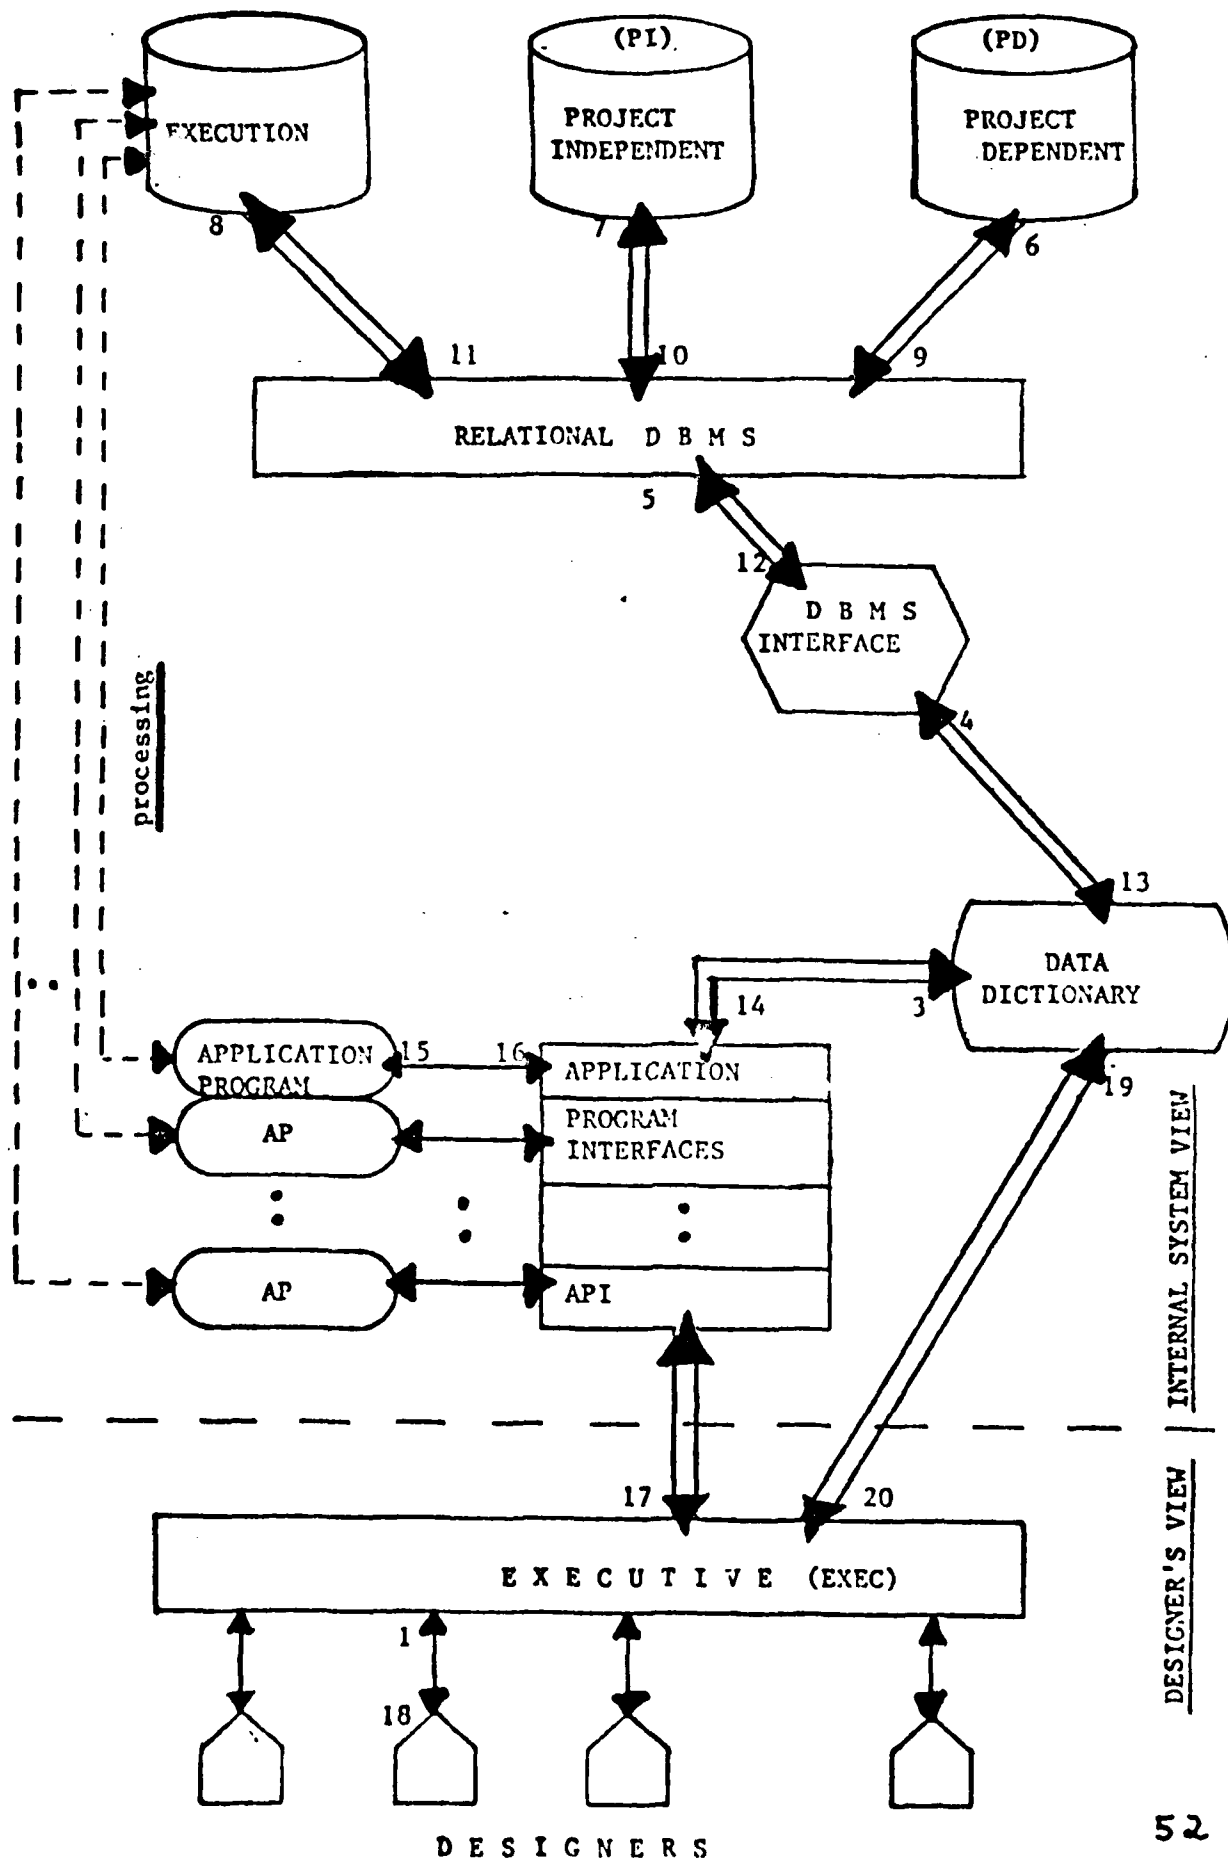 (PI)
(PD)
EXECUTION
PROJECT
INDEPENDENT
PROJECT
DEPENDENT
8
7
6
11
10
9
RELATIONAL D B M S
5
12
D B M S
INTERFACE
processing
4
13
DATA
DICTIONARY
3
14
APPLICATION
PROGRAM
15
16
APPLICATION
19
AP
PROGRAM
INTERFACES
AP
API
INTERNAL SYSTEM VIEW
17
20
E X E C U T I V E (EXEC)
DESIGNER'S VIEW
1
18
D E S I G N E R S
52